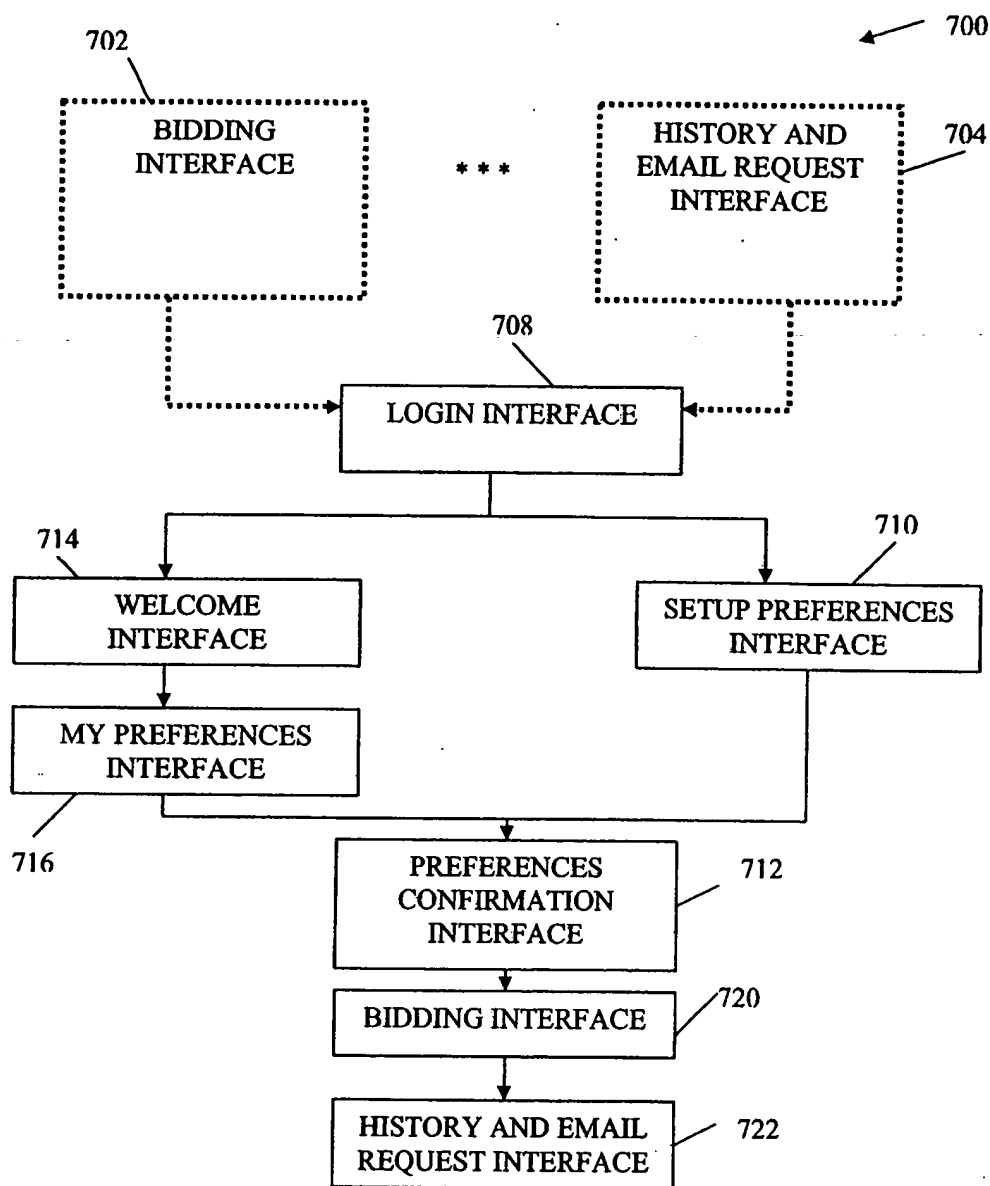 700
702
BIDDING
INTERFACE
* * *
HISTORY AND
EMAIL REQUEST
INTERFACE
704
708
LOGIN INTERFACE
714
WELCOME
INTERFACE
710
SETUP PREFERENCES
INTERFACE
MY PREFERENCES
INTERFACE
716
PREFERENCES
CONFIRMATION
INTERFACE
712
BIDDING INTERFACE
720
HISTORY AND EMAIL
REQUEST INTERFACE
722